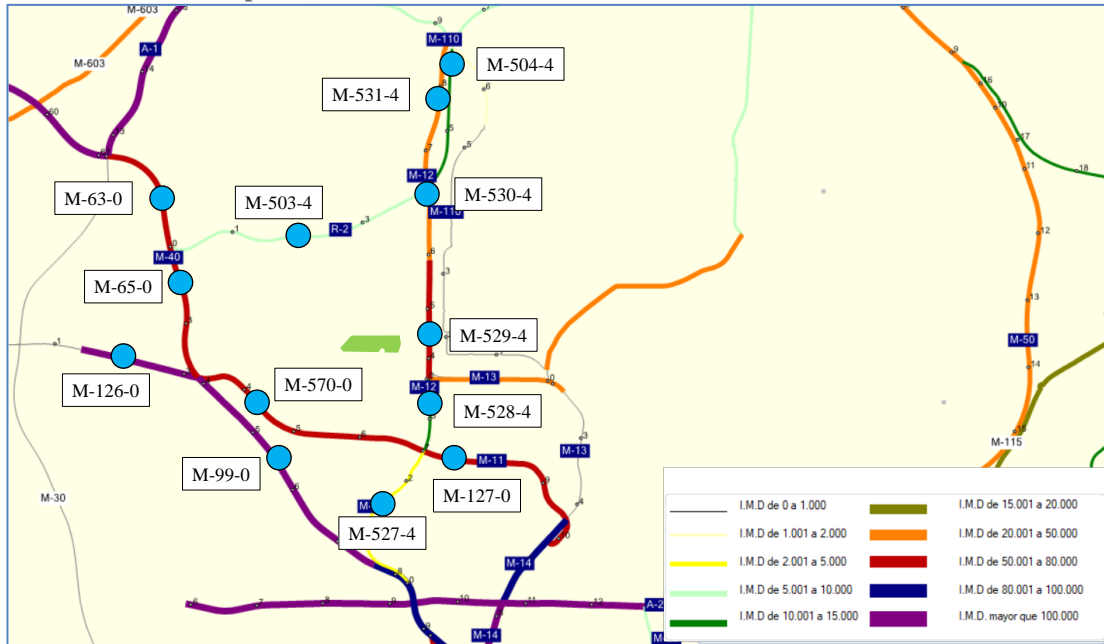 M-603
M-110
A-1
M-504-4
M-603
M-531-4
M-12
M-63-0
M-503-4
M-530-4
M-110
R-2
M-40
M-65-0
M-529-4
M-50
M-126-0
M-12
M-13
M-570-0
M-528-4
M-115
M-13
M-99-0
M-11
M-127-0
M-30
M-527-4
M-14
A-2
M-14
I.M.D de 0 a 1.000
I.M.D de 1.001 a 2.000
I.M.D de 2.001 a 5.000
I.M.D de 5.001 a 10.000
I.M.D de 10.001 a 15.000
I.M.D de 15.001 a 20.000
I.M.D de 20.001 a 50.000
I.M.D de 50.001 a 80.000
I.M.D de 80.001 a 100.000
I.M.D. mayor que 100.000